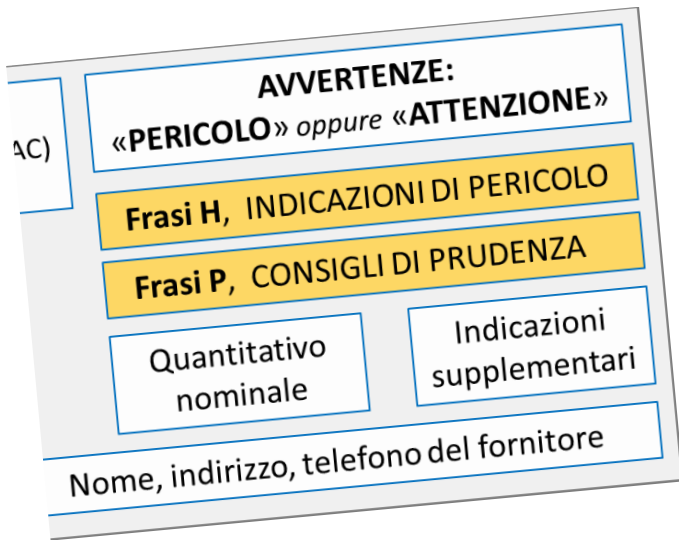 AC)
AVVERTENZE:
«PERICOLO» oppure «ATTENZIONE»
Frasi H, INDICAZIONI DI PERICOLO
Frasi P, CONSIGLI DI PRUDENZA
Quantitativo
nominale
Indicazioni
supplementari
Nome, indirizzo, telefono del fornitore